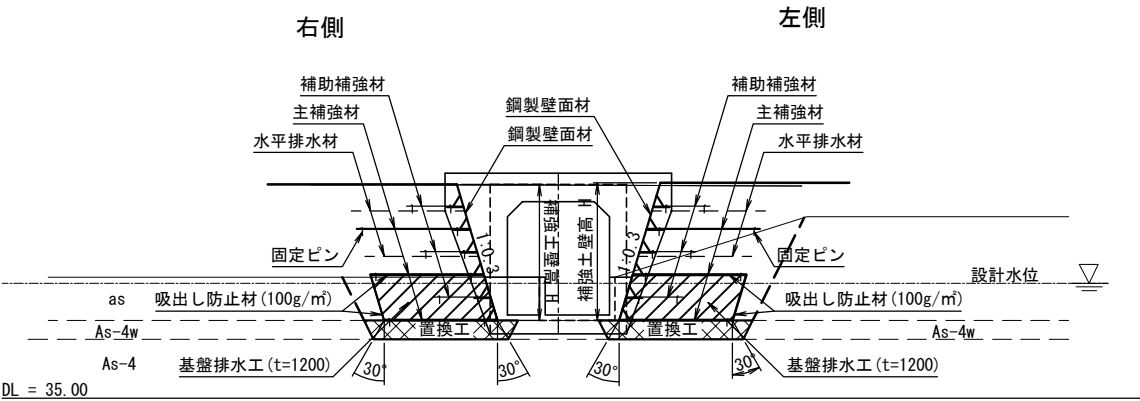 右側
左側
補助補強材
主補強材
水平排水材
鋼製壁面材
鋼製壁面材
補助補強材
主補強材
水平排水材
1:0.3
補強土壁高 H
補強土壁高 H
1:0.3
固定ピン
固定ピン
設計水位
as
吸出し防止材(100g/㎡)
吸出し防止材(100g/㎡)
As-4w
置換工
置換工
As-4w
As-4
基盤排水工(t=1200)
基盤排水工(t=1200)
30°
30°
30°
30°
DL = 35.00